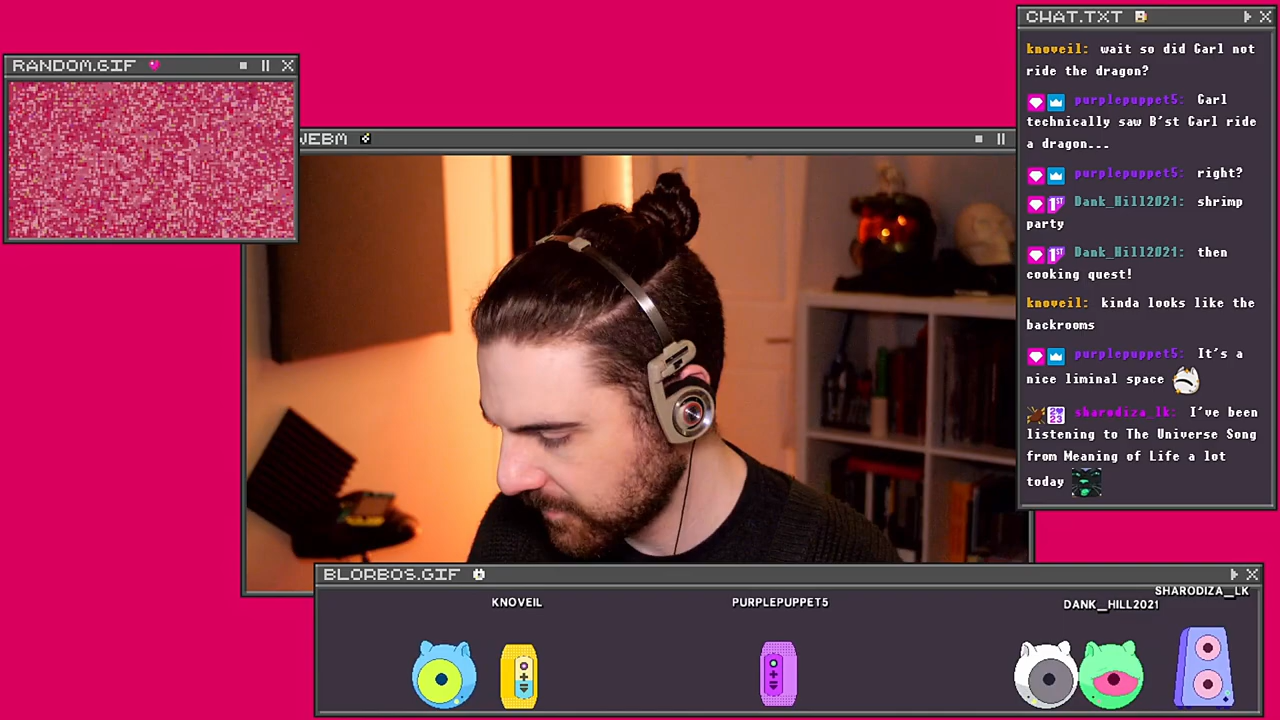 RANDOM.GIF
WEBM
CHAT.TXT
knoveil: wait so did Garl not
ride the dragon?
purplepuppet5: Garl
technically saw B'st Garl ride
a dragon...
purplepuppet5: right?
1ST Dank_Hill2021: shrimp
party
1ST Dank_Hill2021: then
cooking quest!
knoveil: kinda looks like the
backrooms
purplepuppet5: It's a
nice liminal space
sharodiza_lk: I've been
listening to The Universe Song
from Meaning of Life a lot
today
BLORBOS.GIF
KNOVEIL
PURPLEPUPPET5
DANK_HILL2021
SHARODIZA_LK